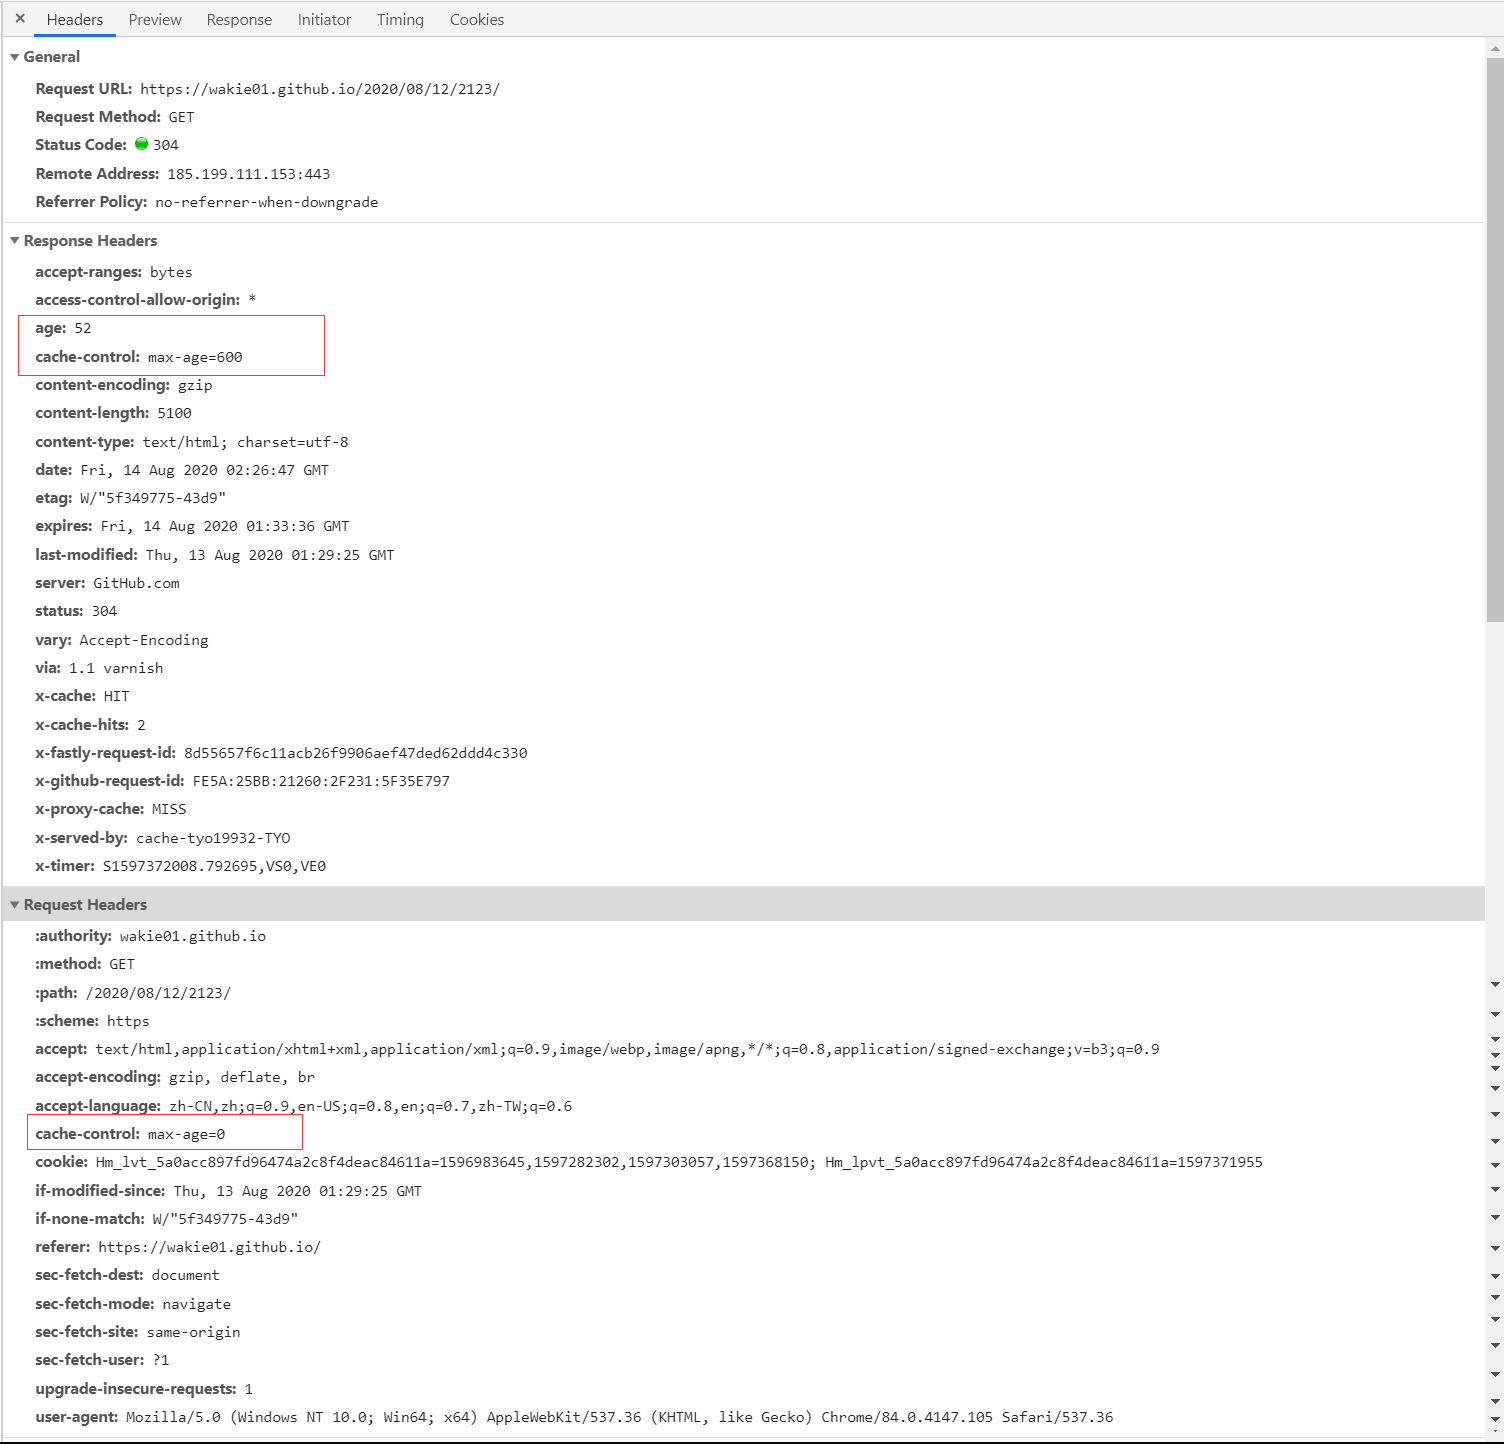 × Headers Preview Response Initiator Timing Cookies
General
Request URL: https://wakie01.github.io/2020/08/12/2123/
Request Method: GET
Status Code: 304
Remote Address: 185.199.111.153:443
Referrer Policy: no-referrer-when-downgrade
Response Headers
accept-ranges: bytes
access-control-allow-origin: *
age: 52
cache-control: max-age=600
content-encoding: gzip
content-length: 5100
content-type: text/html; charset=utf-8
date: Fri, 14 Aug 2020 02:26:47 GMT
etag: W/"5f349775-43d9"
expires: Fri, 14 Aug 2020 01:33:36 GMT
last-modified: Thu, 13 Aug 2020 01:29:25 GMT
server: GitHub.com
status: 304
vary: Accept-Encoding
via: 1.1 varnish
x-cache: HIT
x-cache-hits: 2
x-fastly-request-id: 8d55657f6c11acb26f9906aef47ded62ddd4c330
x-github-request-id: FE5A:25BB:21260:2F231:5F35E797
x-proxy-cache: MISS
x-served-by: cache-tyo19932-TYO
x-timer: S1597372008.792695,VS0,VE0
Request Headers
:authority: wakie01.github.io
:method: GET
:path: /2020/08/12/2123/
:scheme: https
accept: text/html,application/xhtml+xml,application/xml;q=0.9,image/webp,image/apng,*/*;q=0.8,application/signed-exchange;v=b3;q=0.9
accept-encoding: gzip, deflate, br
accept-language: zh-CN,zh;q=0.9,en-US;q=0.8,en;q=0.7,zh-TW;q=0.6
cache-control: max-age=0
cookie: Hm_lvt_5a0acc897fd96474a2c8f4deac84611a=1596983645,1597282302,1597303057,1597368150; Hm_lpvt_5a0acc897fd96474a2c8f4deac84611a=1597371955
if-modified-since: Thu, 13 Aug 2020 01:29:25 GMT
if-none-match: W/"5f349775-43d9"
referer: https://wakie01.github.io/
sec-fetch-dest: document
sec-fetch-mode: navigate
sec-fetch-site: same-origin
sec-fetch-user: ?1
upgrade-insecure-requests: 1
user-agent: Mozilla/5.0 (Windows NT 10.0; Win64; x64) AppleWebKit/537.36 (KHTML, like Gecko) Chrome/84.0.4147.105 Safari/537.36